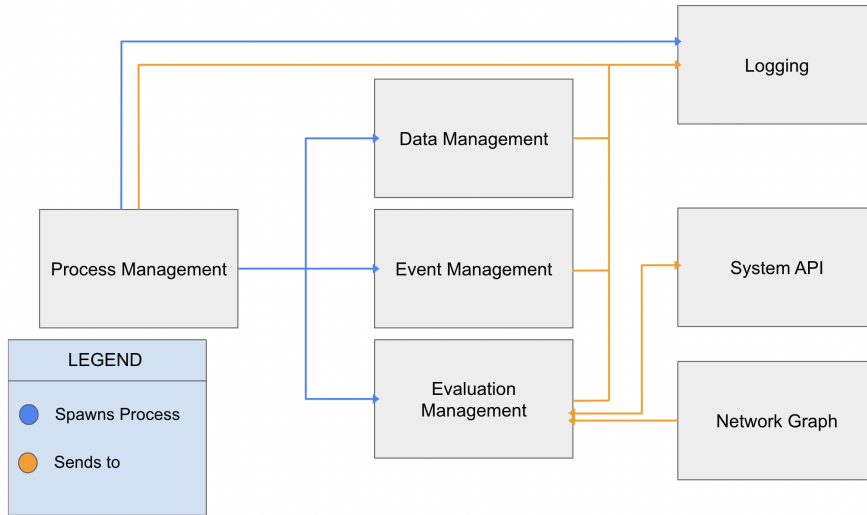 Logging
Data Management
Process Management
Event Management
System API
LEGEND
Spawns Process
Sends to
Evaluation
Management
Network Graph